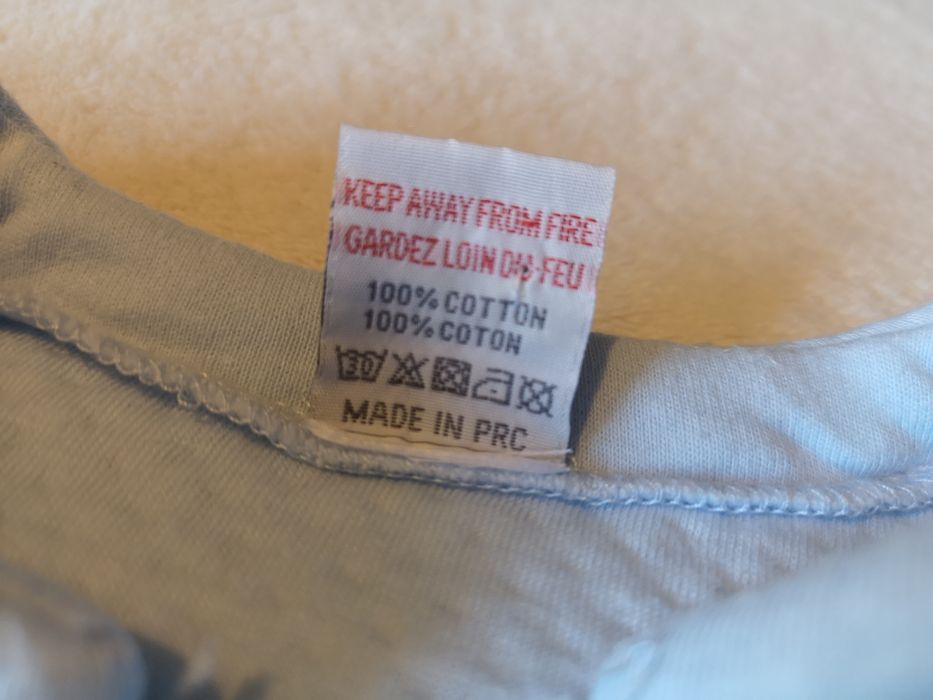 KEEP AWAY FROM FIRE
GARDEZ LOIN DU FEU
100% COTTON
100% COTON
30
MADE IN PRC